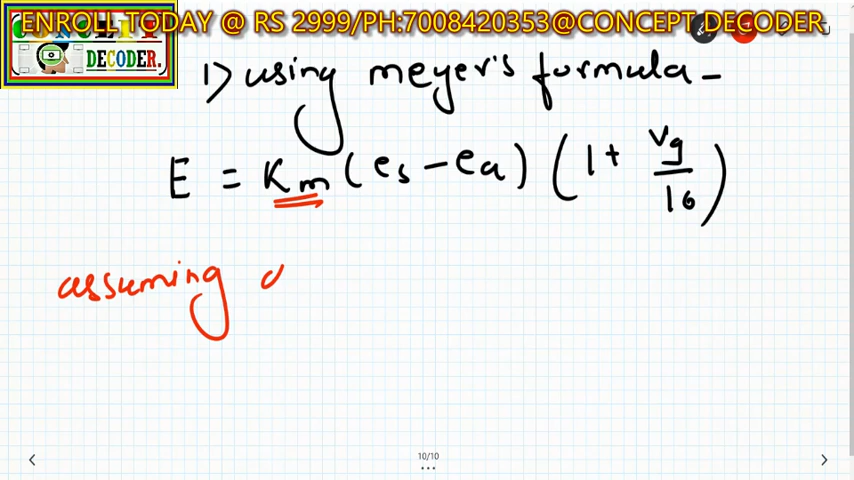 ENROLL TODAY @ RS 2999/PH:7008420353@CONCEPT DECODER.
DECODER.
1) using meyer's formula -
E = Km (es - ea) (1 + V9/16)
assuming
10/10